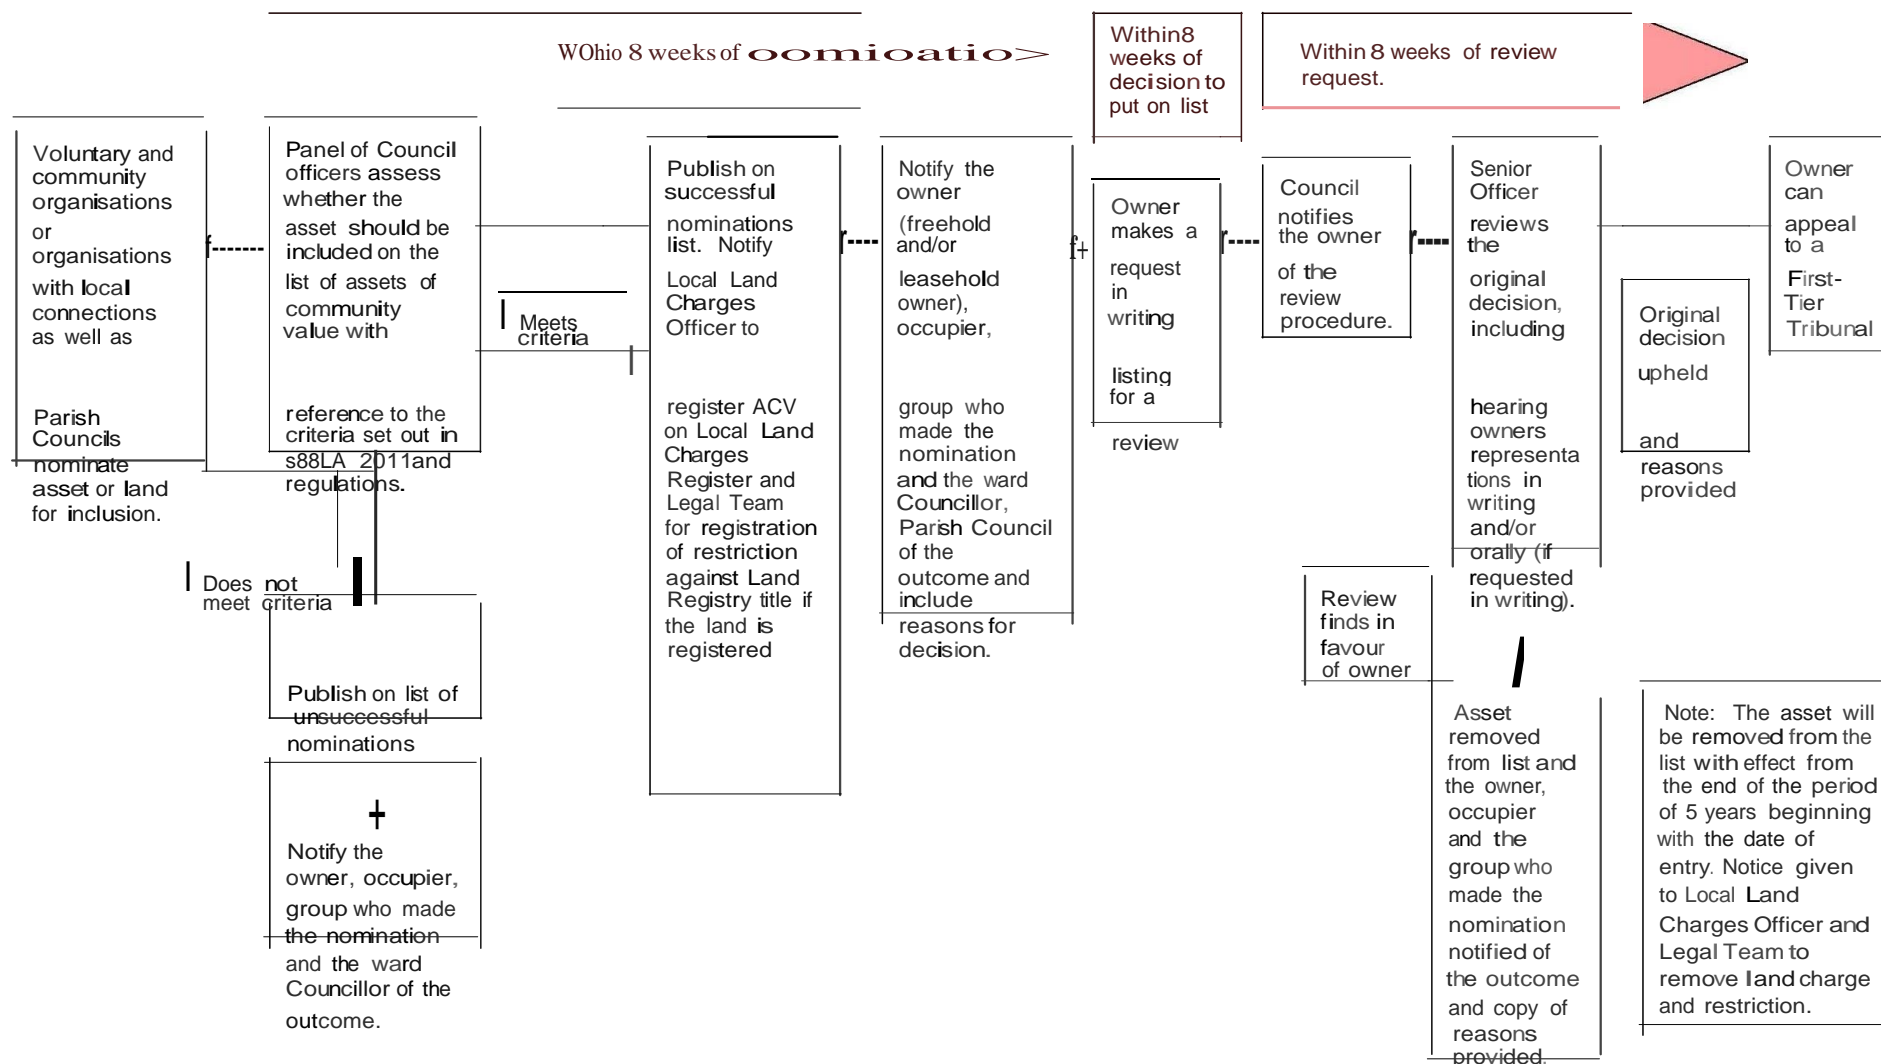 WOhio 8 weeks of oomioatio>
Within 8
weeks of
decision to
put on list
Within 8 weeks of review
request.
Voluntary and
community
organisations
or
organisations
with local
connections
as well as
Parish
Councils
nominate
asset or land
for inclusion.
Panel of Council
officers assess
whether the
asset should be
included on the
list of assets of
community
value with
reference to the
criteria set out in
s88LA 2011and
regulations.
Meets
criteria
Does not
meet criteria
Publish on list of
unsuccessful
nominations
Notify the
owner, occupier,
group who made
the nomination
and the ward
Councillor of the
outcome.
Publish on
successful
nominations
list. Notify
Local Land
Charges
Officer to
register ACV
on Local Land
Charges
Register and
Legal Team
for registration
of restriction
against Land
Registry title if
the land is
registered
Notify the
owner
(freehold
and/or
leasehold
owner),
occupier,
group who
made the
nomination
and the ward
Councillor,
Parish Council
of the
outcome and
include
reasons for
decision.
Owner
makes a
request
in
writing
listing
for a
review
Council
notifies
the owner
of the
review
procedure.
Senior
Officer
reviews
the
original
decision,
including
hearing
owners
representa
tions in
writing
and/or
orally (if
requested
in writing).
Original
decision
upheld
and
reasons
provided
Owner
can
appeal
to a
First-
Tier
Tribunal
Review
finds in
favour
of owner
Asset
removed
from list and
the owner,
occupier
and the
group who
made the
nomination
notified of
the outcome
and copy of
reasons
provided.
Note: The asset will
be removed from the
list with effect from
the end of the period
of 5 years beginning
with the date of
entry. Notice given
to Local Land
Charges Officer and
Legal Team to
remove land charge
and restriction.